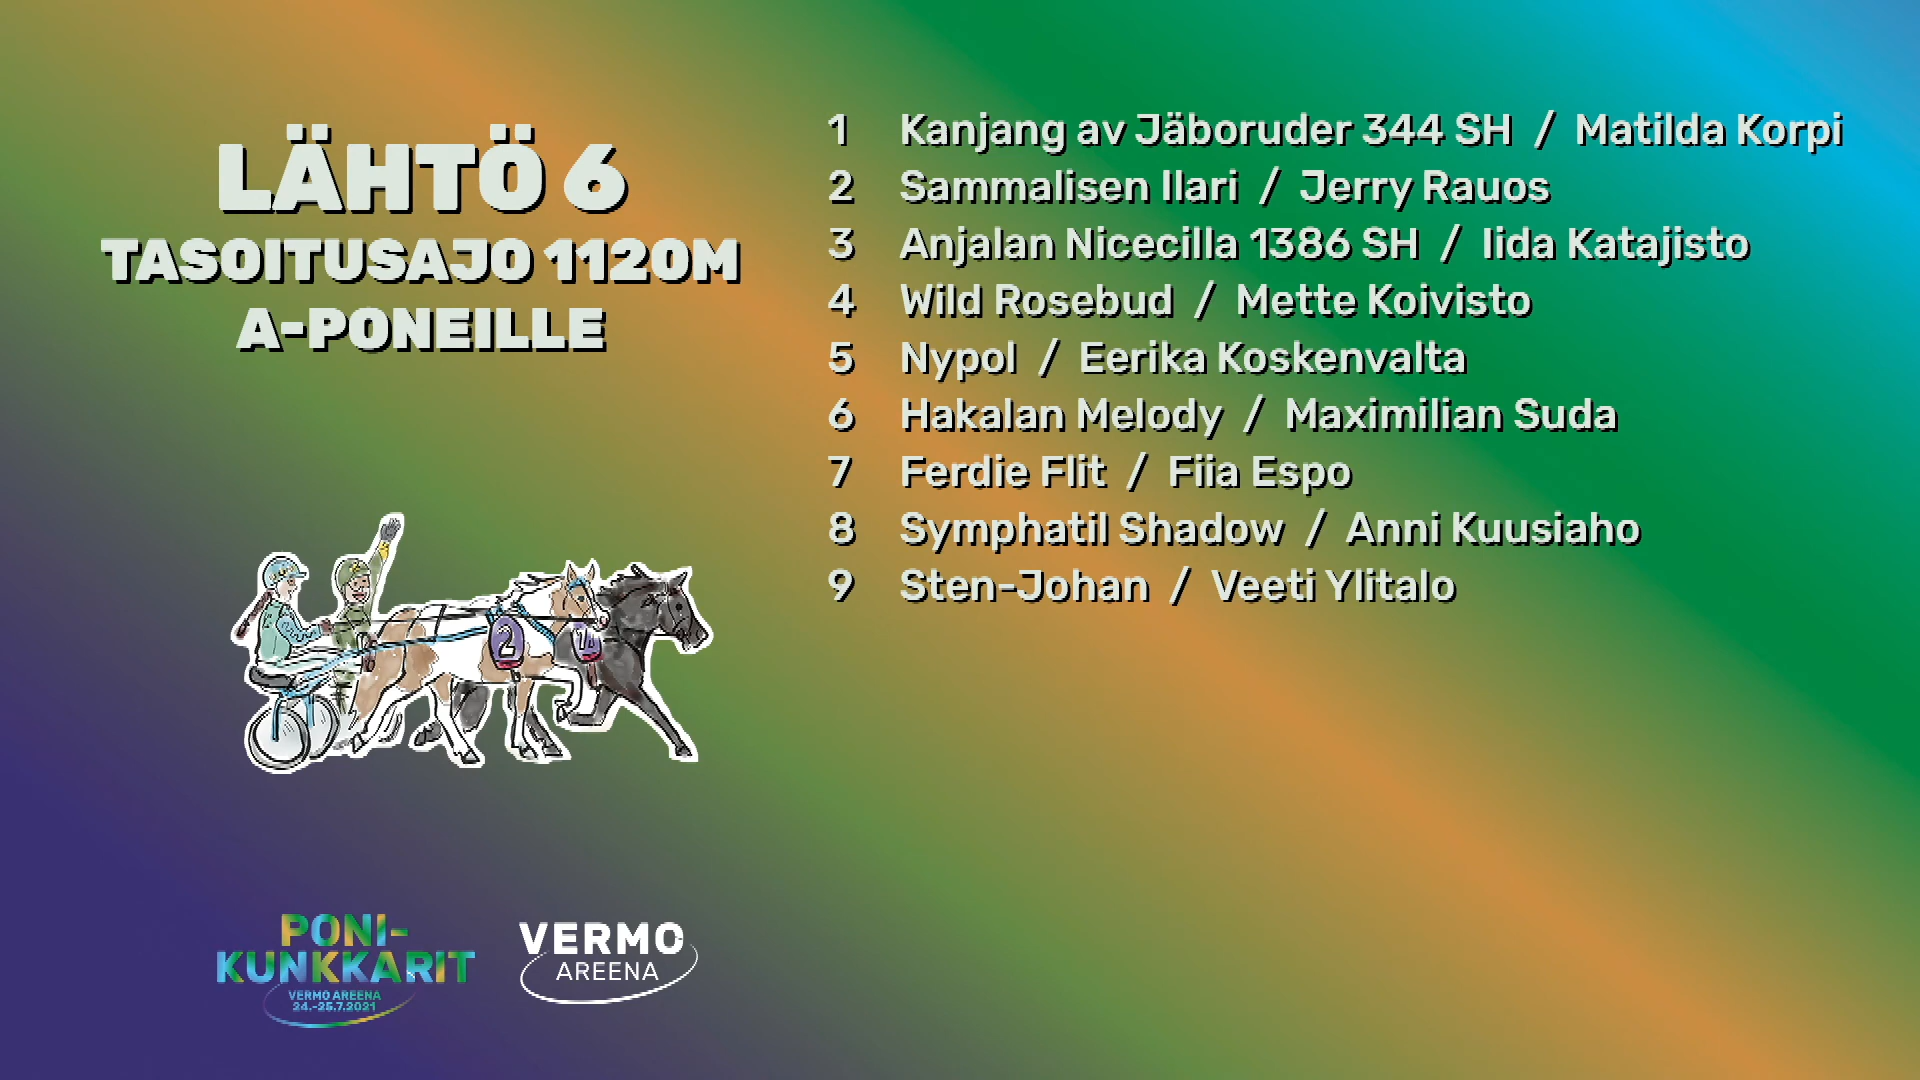 LÄHTÖ 6
TASOITUSAJO 1120M
A-PONEILLE
1 Kanjang av Jäboruder 344 SH / Matilda Korpi
2 Sammalisen Ilari / Jerry Rauos
3 Anjalan Nicecilla 1386 SH / Iida Katajisto
4 Wild Rosebud / Mette Koivisto
5 Nypol / Eerika Koskenvalta
6 Hakalan Melody / Maximilian Suda
7 Ferdie Flit / Fiia Espo
8 Symphatil Shadow / Anni Kuusiaho
9 Sten-Johan / Veeti Ylitalo
2
PONI-
KUNKKARIT
VERMO AREENA
24.-25.7.2021
VERMO
AREENA